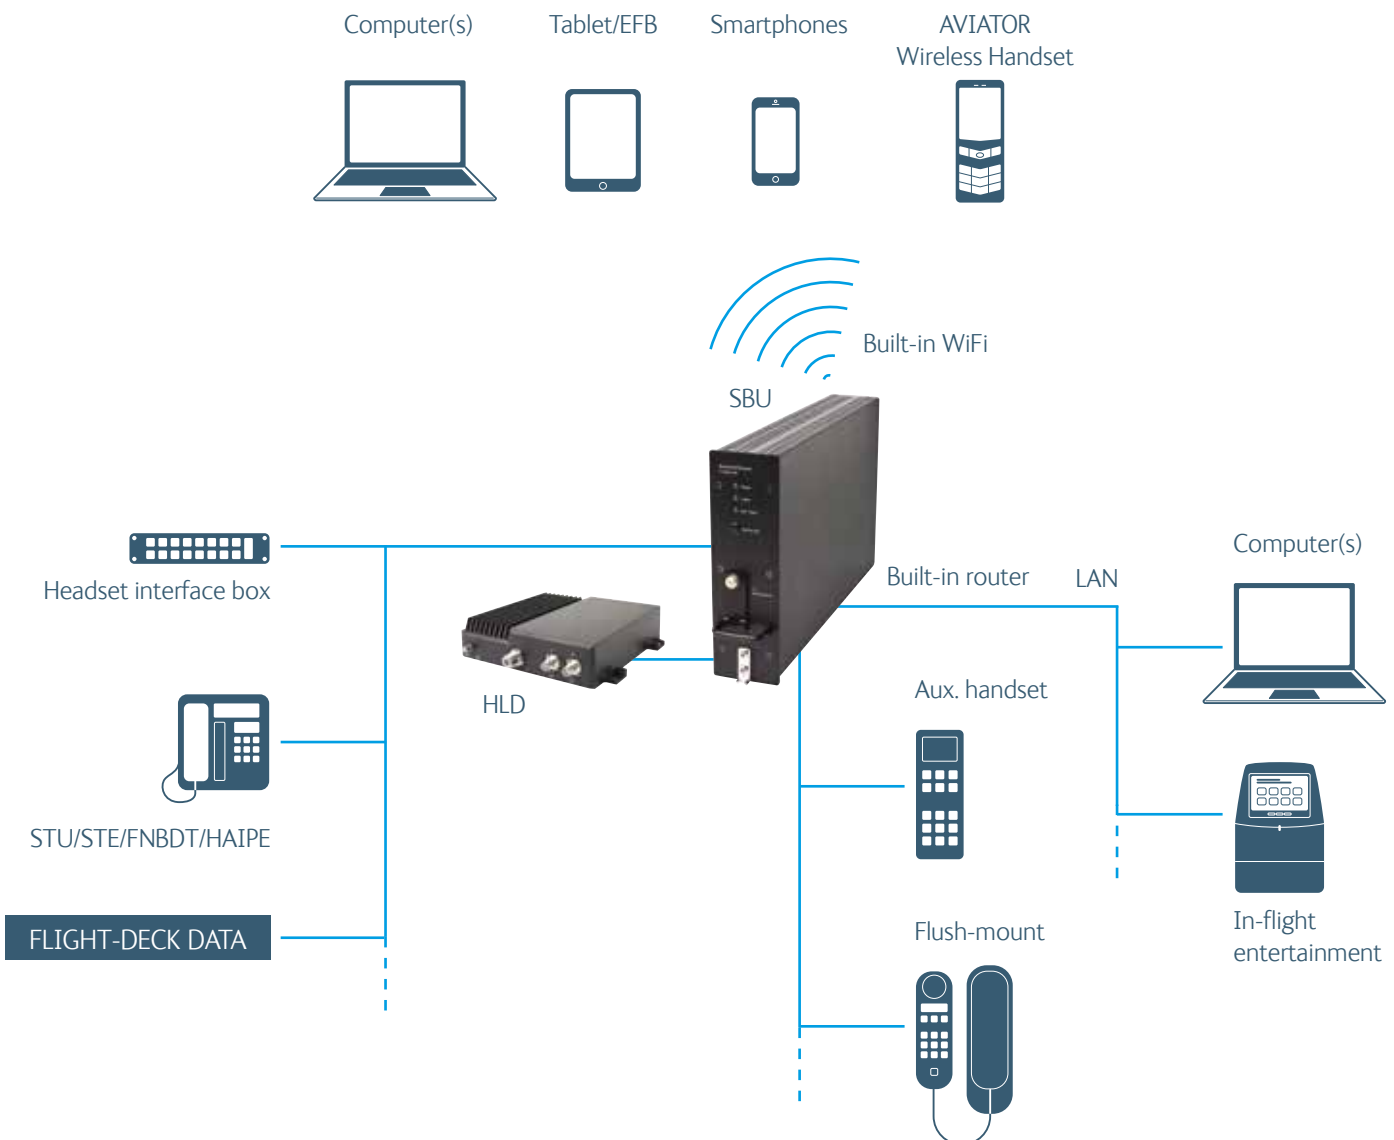 Computer(s)
Tablet/EFB
Smartphones
AVIATOR
Wireless Handset
Built-in WiFi
SBU
Headset interface box
HLD
Built-in router
LAN
Computer(s)
Aux. handset
STU/STE/FNBDT/HAIPE
FLIGHT-DECK DATA
Flush-mount
In-flight
entertainment